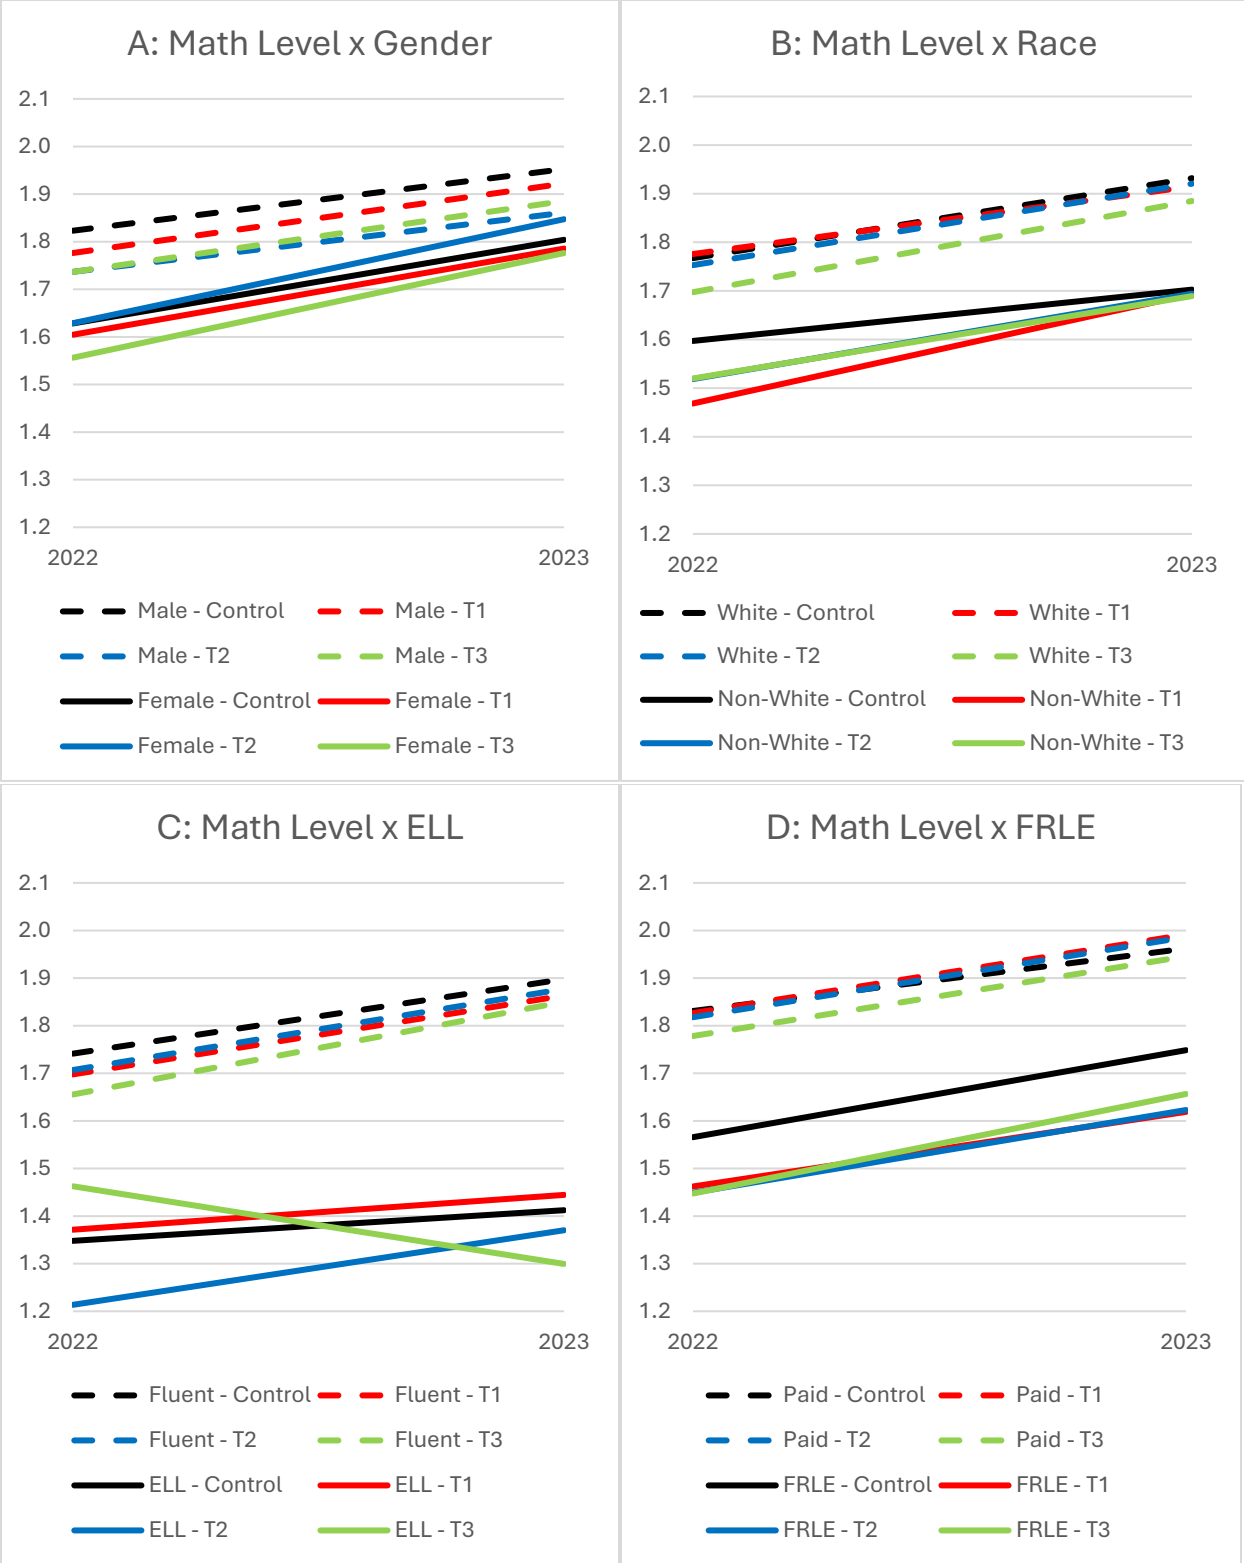 A: Math Level x Gender
2.1
2.0
1.9
1.8
1.7
1.6
1.5
1.4
1.3
1.2
2022 2023
Male - Control Male - T1
Male - T2 Male - T3
Female - Control Female - T1
Female - T2 Female - T3
B: Math Level x Race
2.1
2.0
1.9
1.8
1.7
1.6
1.5
1.4
1.3
1.2
2022 2023
White - Control White - T1
White - T2 White - T3
Non-White - Control Non-White - T1
Non-White - T2 Non-White - T3
C: Math Level x ELL
2.1
2.0
1.9
1.8
1.7
1.6
1.5
1.4
1.3
1.2
2022 2023
Fluent - Control Fluent - T1
Fluent - T2 Fluent - T3
ELL - Control ELL - T1
ELL - T2 ELL - T3
D: Math Level x FRLE
2.1
2.0
1.9
1.8
1.7
1.6
1.5
1.4
1.3
1.2
2022 2023
Paid - Control Paid - T1
Paid - T2 Paid - T3
FRLE - Control FRLE - T1
FRLE - T2 FRLE - T3